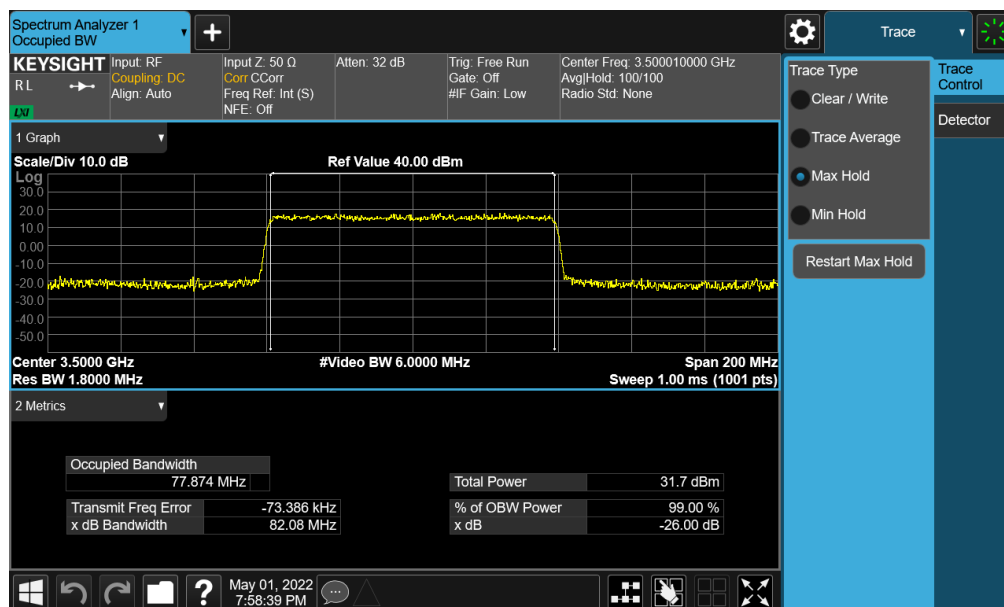 Spectrum Analyzer 1
Occupied BW
Trace
KEYSIGHT
R L
LXI
Input: RF
Coupling: DC
Align: Auto
Input Z: 50 Ω
Corr CCorr
Freq Ref: Int (S)
NFE: Off
Atten: 32 dB
Trig: Free Run
Gate: Off
#IF Gain: Low
Center Freq: 3.500010000 GHz
Avg|Hold: 100/100
Radio Std: None
Trace Type
Clear / Write
Trace Average
Max Hold
Min Hold
Restart Max Hold
Trace
Control
Detector
1 Graph
Scale/Div 10.0 dB
Ref Value 40.00 dBm
Log
30.0
20.0
10.0
0.00
-10.0
-20.0
-30.0
-40.0
-50.0
Center 3.5000 GHz
#Video BW 6.0000 MHz
Span 200 MHz
Res BW 1.8000 MHz
Sweep 1.00 ms (1001 pts)
2 Metrics
Occupied Bandwidth
77.874 MHz
Total Power 31.7 dBm
Transmit Freq Error -73.386 kHz
% of OBW Power 99.00 %
x dB Bandwidth 82.08 MHz
x dB -26.00 dB
?
May 01, 2022
7:58:39 PM